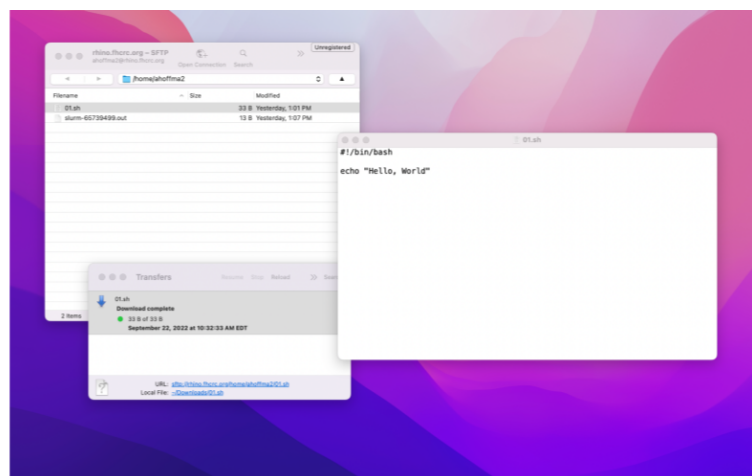 rhino.fhcrc.org – SFTP
ahoffma2@rhino.fhcrc.org
Unregistered
Open Connection Search
/home/ahoffma2
Filename Size Modified
01.sh 33 B Yesterday, 1:01 PM
slurm-65739499.out 13 B Yesterday, 1:07 PM
2 Items
Transfers
Resume Stop Reload
01.sh
Download complete
33 B of 33 B
September 22, 2022 at 10:32:33 AM EDT
URL: sftp://rhino.fhcrc.org/home/ahoffma2/01.sh
Local File: ~/Downloads/01.sh
01.sh
#!/bin/bash
echo "Hello, World"